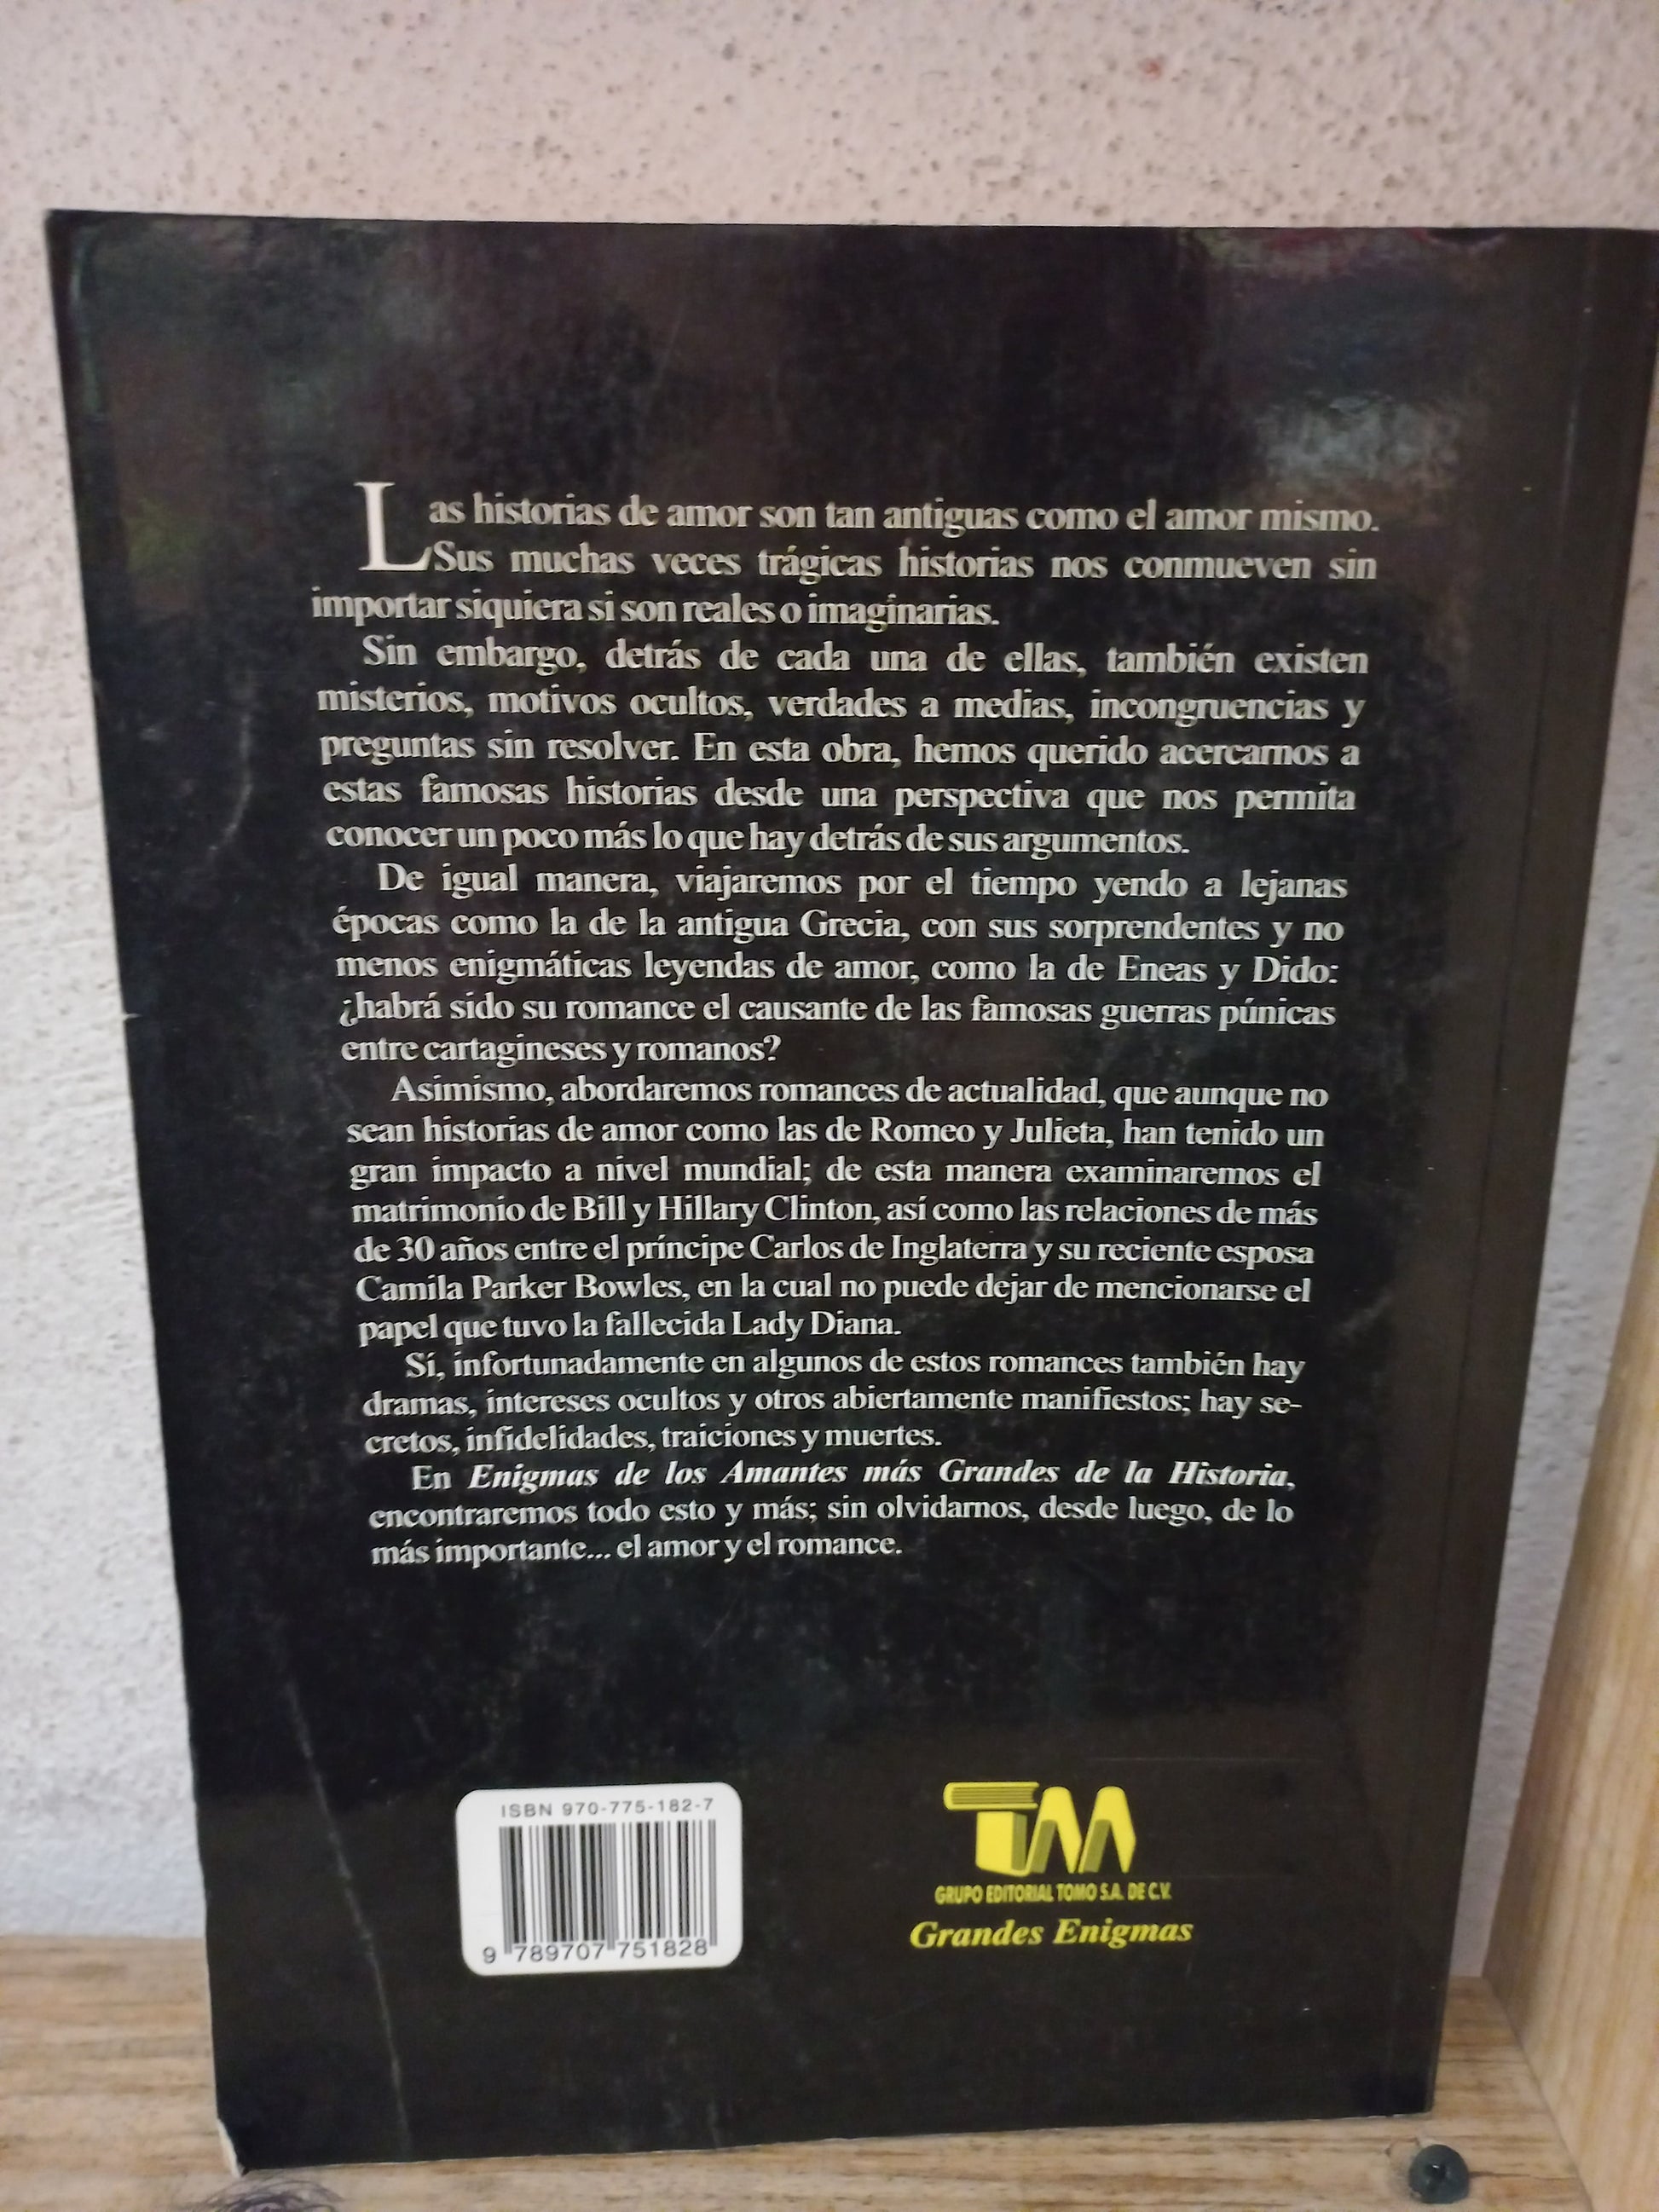 Las historias de amor son tan antiguas como el amor mismo.
Sus muchas veces trágicas historias nos conmueven sin
importar siquiera si son reales o imaginarias.
Sin embargo, detrás de cada una de ellas, también existen
misterios, motivos ocultos, verdades a medias, incongruencias y
preguntas sin resolver. En esta obra, hemos querido acercarnos a
estas famosas historias desde una perspectiva que nos permita
conocer un poco más lo que hay detrás de sus argumentos.
De igual manera, viajaremos por el tiempo yendo a lejanas
épocas como la de la antigua Grecia, con sus sorprendentes y no
menos enigmáticas leyendas de amor, como la de Eneas y Dido:
¿habrá sido su romance el causante de las famosas guerras púnicas
entre cartagineses y romanos?
Asimismo, abordaremos romances de actualidad, que aunque no
sean historias de amor como las de Romeo y Julieta, han tenido un
gran impacto a nivel mundial; de esta manera examinaremos el
matrimonio de Bill y Hillary Clinton, así como las relaciones de más
de 30 años entre el príncipe Carlos de Inglaterra y su reciente esposa
Camila Parker Bowles, en la cual no puede dejar de mencionarse el
papel que tuvo la fallecida Lady Diana.
Sí, infortunadamente en algunos de estos romances también hay
dramas, intereses ocultos y otros abiertamente manifiestos; hay se-
cretos, infidelidades, traiciones y muertes.
En Enigmas de los Amantes más Grandes de la Historia,
encontraremos todo esto y más; sin olvidarnos, desde luego, de lo
más importante... el amor y el romance.
ISBN 970-775-182-7
9 789707 751828
TM
GRUPO EDITORIAL TOMO S.A. DE C.V.
Grandes Enigmas